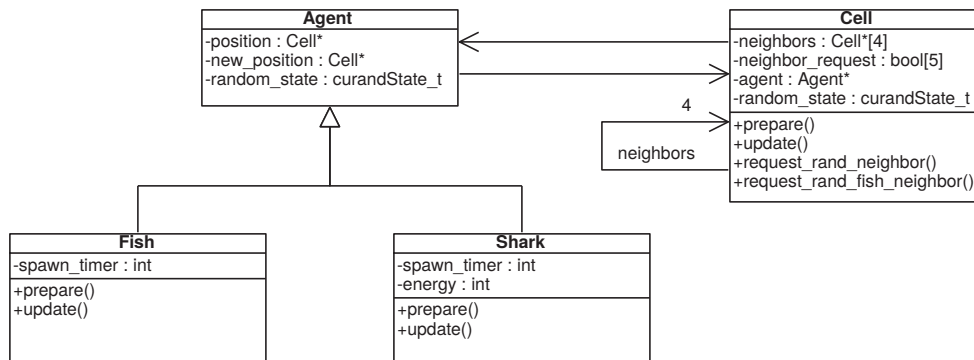 Agent
-position : Cell*
-new_position : Cell*
-random_state : curandState_t
Cell
-neighbors : Cell*[4]
-neighbor_request : bool[5]
-agent : Agent*
-random_state : curandState_t
+prepare()
+update()
+request_rand_neighbor()
+request_rand_fish_neighbor()
4
neighbors
Fish
-spawn_timer : int
+prepare()
+update()
Shark
-spawn_timer : int
-energy : int
+prepare()
+update()